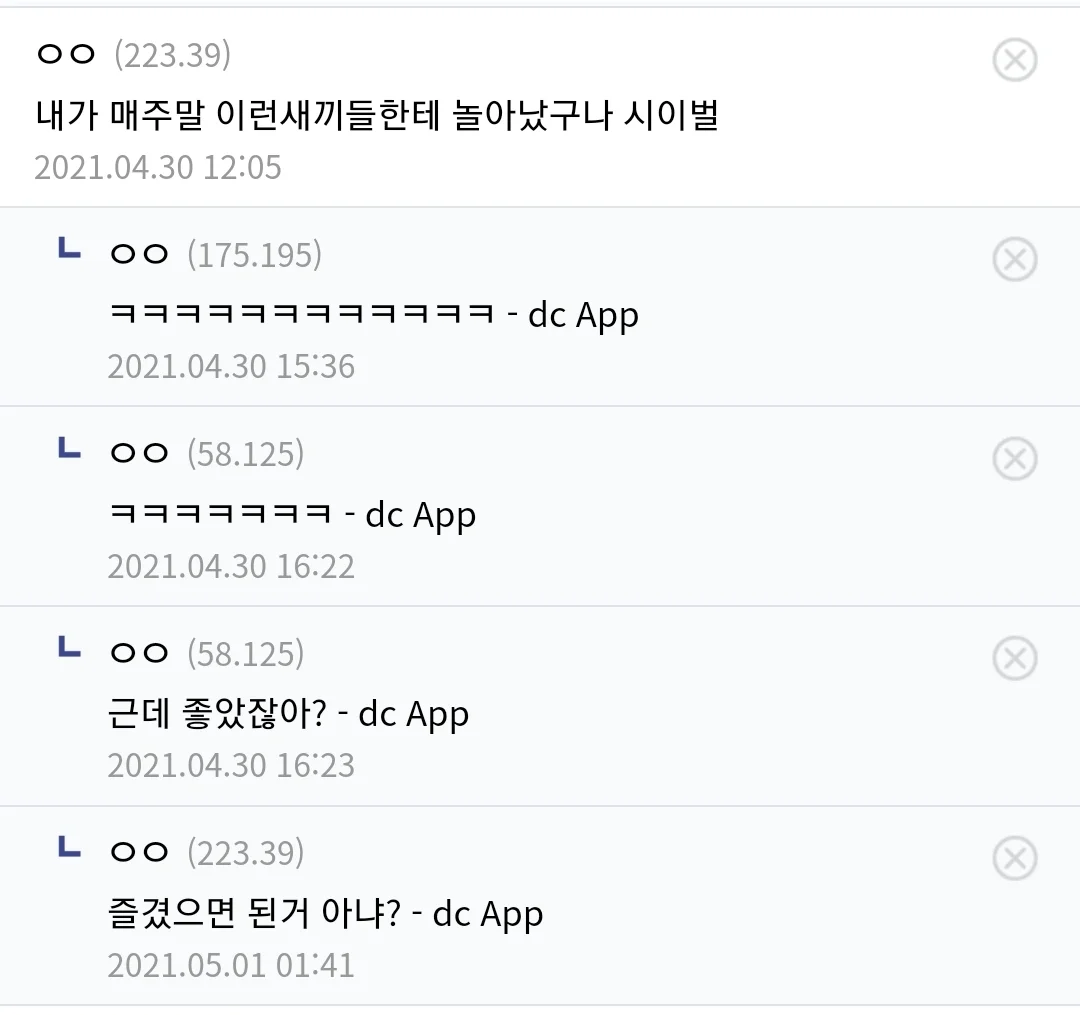 ㅇㅇ (223.39)
내가 매주말 이런새끼들한테 놀아났구나 시이벌
2021.04.30 12:05
ㄴ ㅇㅇ (175.195)
ㅋㅋㅋㅋㅋㅋㅋㅋㅋㅋㅋㅋ - dc App
2021.04.30 15:36
ㄴ ㅇㅇ (58.125)
ㅋㅋㅋㅋㅋㅋㅋ - dc App
2021.04.30 16:22
ㄴ ㅇㅇ (58.125)
근데 좋았잖아? - dc App
2021.04.30 16:23
ㄴ ㅇㅇ (223.39)
즐겼으면 된거 아냐? - dc App
2021.05.01 01:41